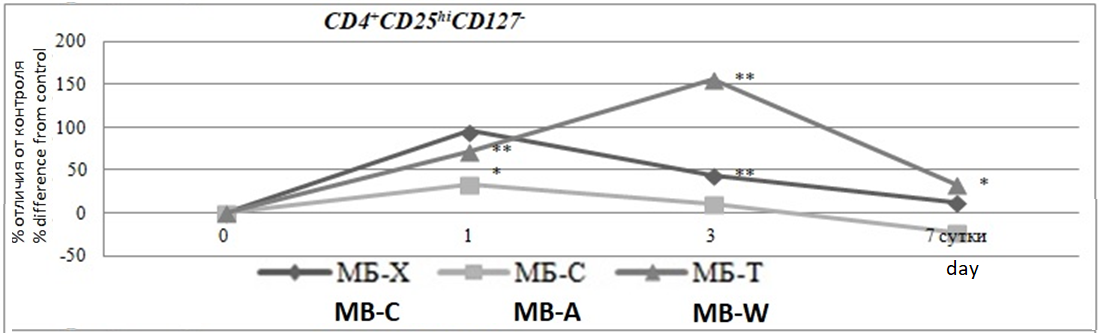 CD4⁺CD25ʰⁱCD127⁻
% отличия от контроля
% difference from control
200
150
100
50
0
-50
**
**
*
**
*
0
1
3
7 сутки
day
МБ-Х МБ-С МБ-Т
MB-C MB-A MB-W